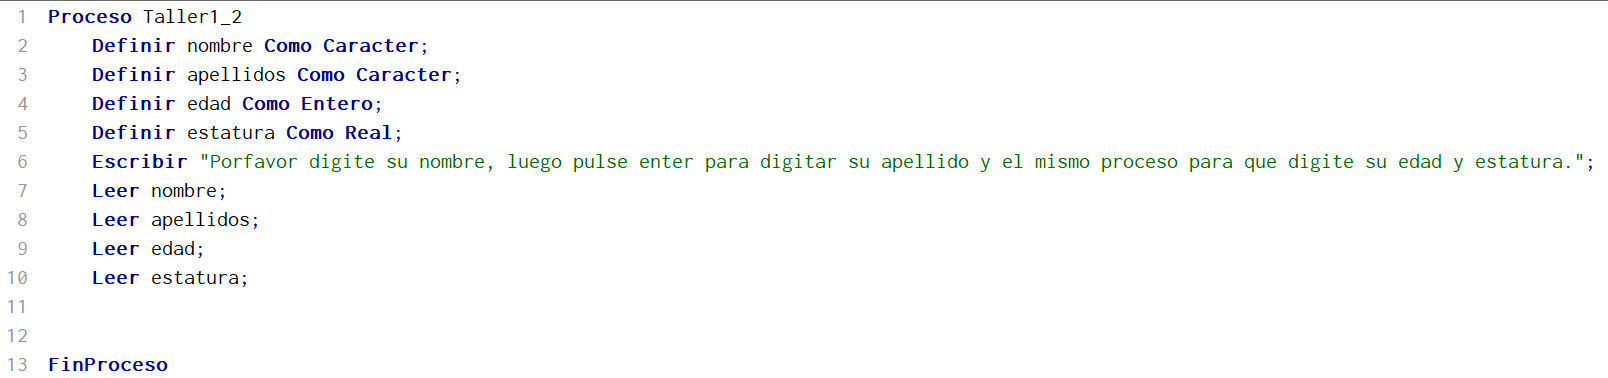 1 Proceso Taller1_2
2 Definir nombre Como Caracter;
3 Definir apellidos Como Caracter;
4 Definir edad Como Entero;
5 Definir estatura Como Real;
6 Escribir "Porfavor digite su nombre, luego pulse enter para digitar su apellido y el mismo proceso para que digite su edad y estatura.";
7 Leer nombre;
8 Leer apellidos;
9 Leer edad;
10 Leer estatura;
11
12
13 FinProceso